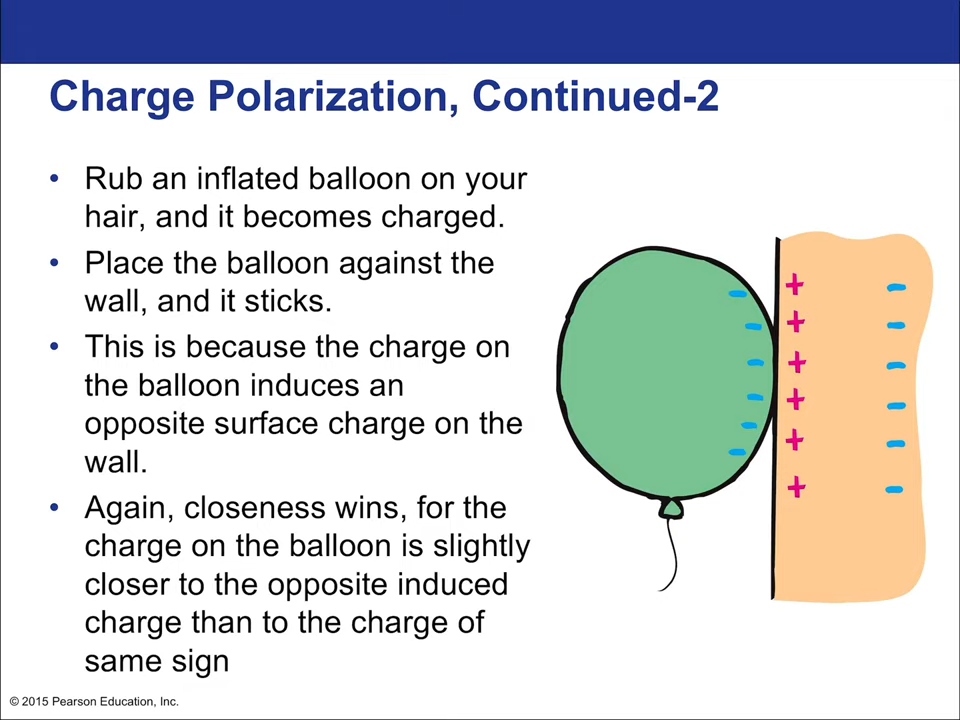 Charge Polarization, Continued-2
• Rub an inflated balloon on your
hair, and it becomes charged.
• Place the balloon against the
wall, and it sticks.
• This is because the charge on
the balloon induces an
opposite surface charge on the
wall.
• Again, closeness wins, for the
charge on the balloon is slightly
closer to the opposite induced
charge than to the charge of
same sign
© 2015 Pearson Education, Inc.